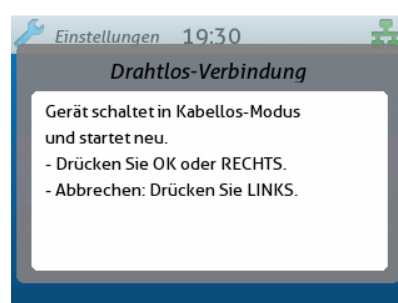 Einstellungen 19:30
Drahtlos-Verbindung
Gerät schaltet in Kabellos-Modus
und startet neu.
- Drücken Sie OK oder RECHTS.
- Abbrechen: Drücken Sie LINKS.